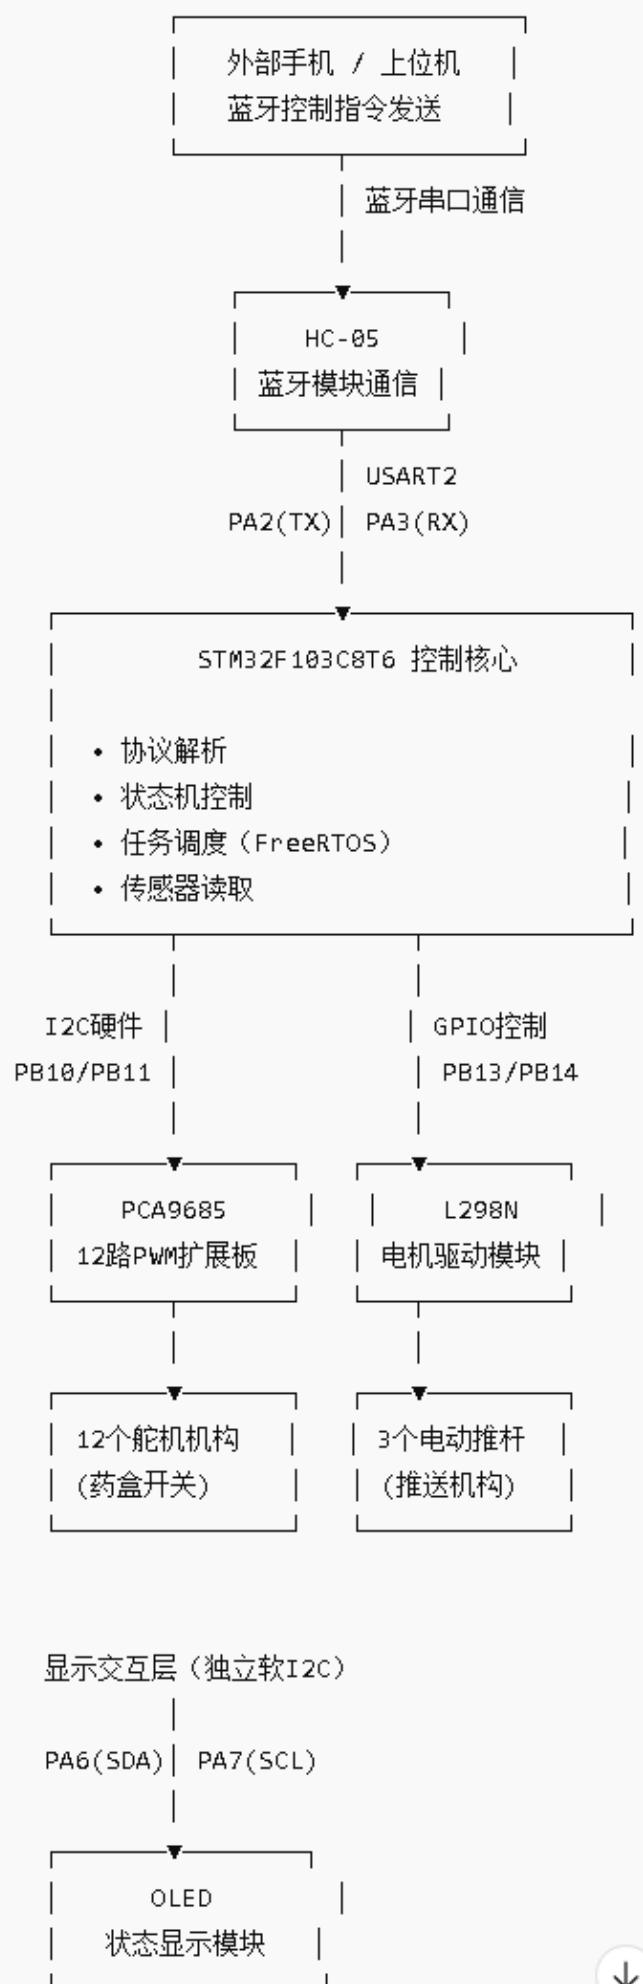 外部手机 / 上位机
蓝牙控制指令发送
蓝牙串口通信
HC-05
蓝牙模块通信
USART2
PA2(TX) PA3(RX)
STM32F103C8T6 控制核心
• 协议解析
• 状态机控制
• 任务调度（FreeRTOS）
• 传感器读取
I2C硬件 GPIO控制
PB10/PB11 PB13/PB14
PCA9685 L298N
12路PWM扩展板 电机驱动模块
12个舵机机构 3个电动推杆
(药盒开关) (推送机构)
显示交互层（独立软I2C）
PA6(SDA) PA7(SCL)
OLED
状态显示模块